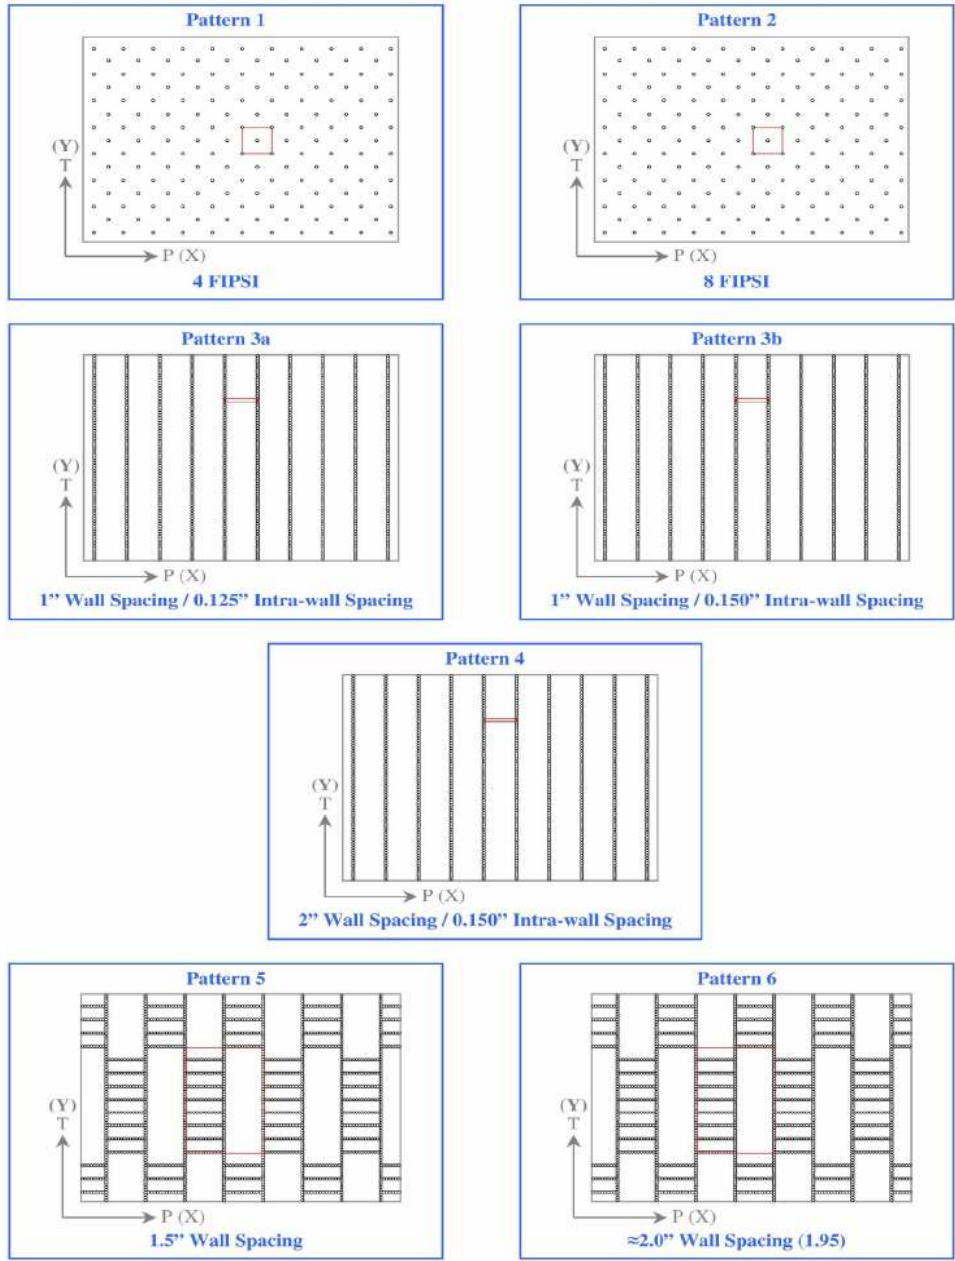 Pattern 1
(Y)
T
P (X)
4 FIPSI
Pattern 2
(Y)
T
P (X)
8 FIPSI
Pattern 3a
(Y)
T
P (X)
1” Wall Spacing / 0.125” Intra-wall Spacing
Pattern 3b
(Y)
T
P (X)
1” Wall Spacing / 0.150” Intra-wall Spacing
Pattern 4
(Y)
T
P (X)
2” Wall Spacing / 0.150” Intra-wall Spacing
Pattern 5
(Y)
T
P (X)
1.5” Wall Spacing
Pattern 6
(Y)
T
P (X)
≈2.0” Wall Spacing (1.95)